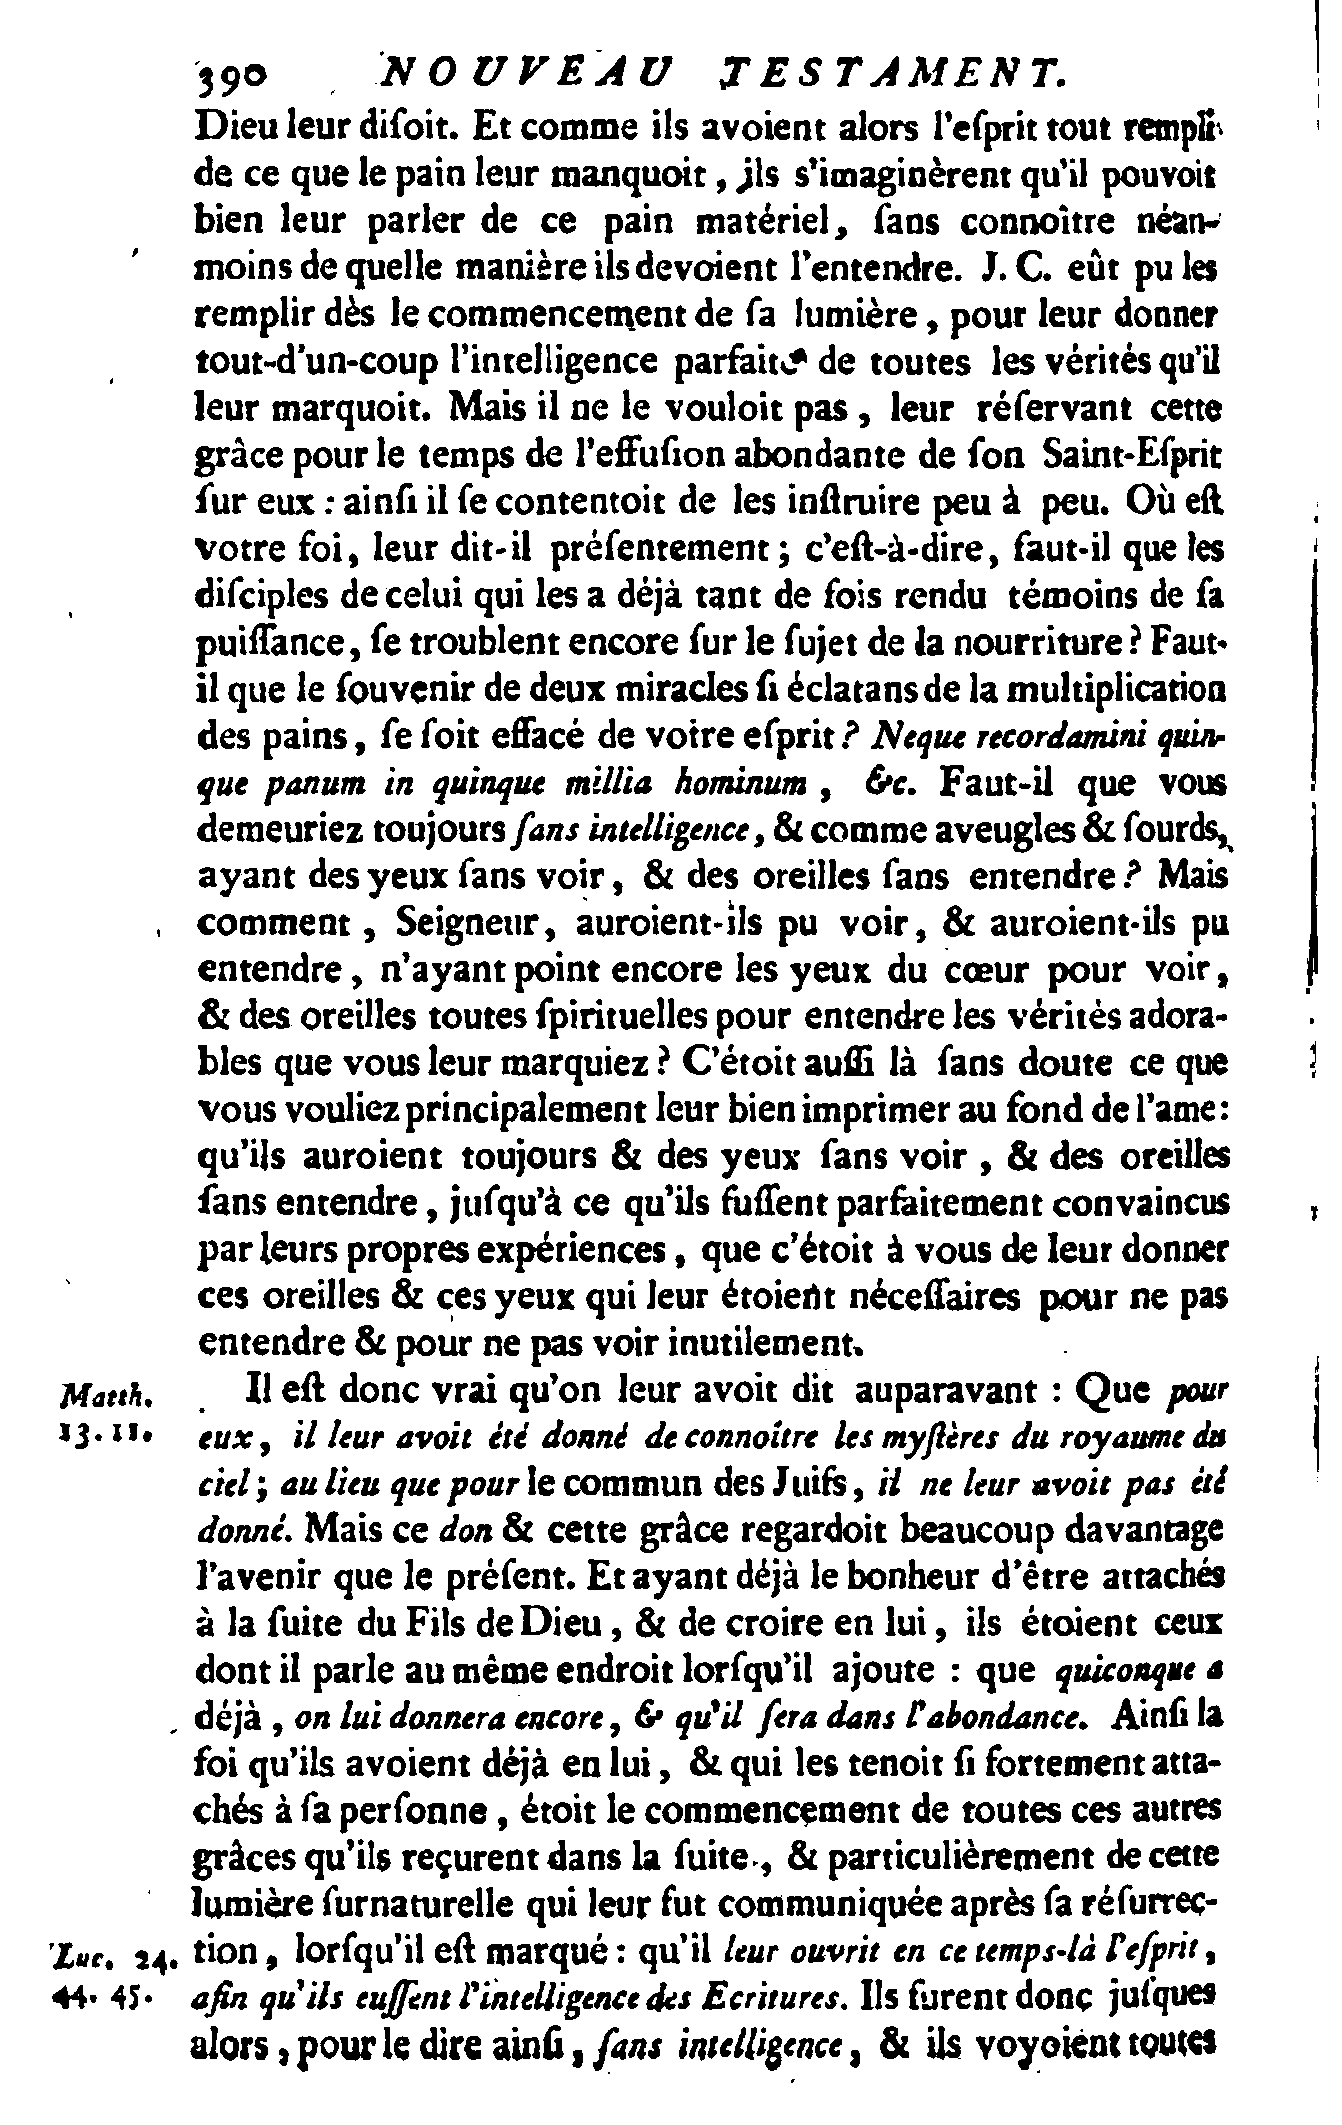 390 NOUVEAU TESTAMENT.
Dieu leur diſoit. Et comme ils avoient alors l'eſprit tout rempli
de ce que le pain leur manquoit, ils s'imaginèrent qu'il pouvoit
bien leur parler de ce pain matériel, ſans connoître néan-
moins de quelle manière ils devoient l'entendre. J. C. eût pu les
remplir dès le commencement de ſa lumière, pour leur donner
tout-d'un-coup l'intelligence parfaite de toutes les vérités qu'il
leur marquoit. Mais il ne le vouloit pas, leur réſervant cette
grâce pour le temps de l'effuſion abondante de ſon Saint-Eſprit
ſur eux : ainſi il ſe contentoit de les inſtruire peu à peu. Où eſt
votre foi, leur dit-il préſentement ; c'eſt-à-dire, faut-il que les
diſciples de celui qui les a déjà tant de fois rendu témoins de ſa
puiſſance, ſe troublent encore ſur le ſujet de la nourriture ? Faut-
il que le ſouvenir de deux miracles ſi éclatans de la multiplication
des pains, ſe ſoit effacé de votre eſprit ? Neque recordamini quin-
que panum in quinque millia hominum, &c. Faut-il que vous
demeuriez toujours ſans intelligence, & comme aveugles & ſourds,
ayant des yeux ſans voir, & des oreilles ſans entendre ? Mais
comment, Seigneur, auroient-ils pu voir, & auroient-ils pu
entendre, n'ayant point encore les yeux du cœur pour voir,
& des oreilles toutes ſpirituelles pour entendre les vérités adora-
bles que vous leur marquiez ? C'étoit auſſi là ſans doute ce que
vous vouliez principalement leur bien imprimer au fond de l'ame :
qu'ils auroient toujours & des yeux ſans voir, & des oreilles
ſans entendre, juſqu'à ce qu'ils fuſſent parfaitement convaincus
par leurs propres expériences, que c'étoit à vous de leur donner
ces oreilles & ces yeux qui leur étoient néceſſaires pour ne pas
entendre & pour ne pas voir inutilement.
Matth. Il eſt donc vrai qu'on leur avoit dit auparavant : Que pour
13. 11. eux, il leur avoit été donné de connoître les myſtères du royaume du
ciel ; au lieu que pour le commun des Juifs, il ne leur avoit pas été
donné. Mais ce don & cette grâce regardoit beaucoup davantage
l'avenir que le préſent. Et ayant déjà le bonheur d'être attachés
à la ſuite du Fils de Dieu, & de croire en lui, ils étoient ceux
dont il parle au même endroit lorſqu'il ajoute : que quiconque a
déjà, on lui donnera encore, & qu'il ſera dans l'abondance. Ainſi la
foi qu'ils avoient déjà en lui, & qui les tenoit ſi fortement atta-
chés à ſa perſonne, étoit le commencement de toutes ces autres
grâces qu'ils reçurent dans la ſuite, & particulièrement de cette
lumière ſurnaturelle qui leur fut communiquée après ſa réſurrec-
Luc. 24. tion, lorſqu'il eſt marqué : qu'il leur ouvrit en ce temps-là l'eſprit,
44. 45. afin qu'ils euſſent l'intelligence des Ecritures. Ils furent donc juſques
alors, pour le dire ainſi, ſans intelligence, & ils voyoient toutes